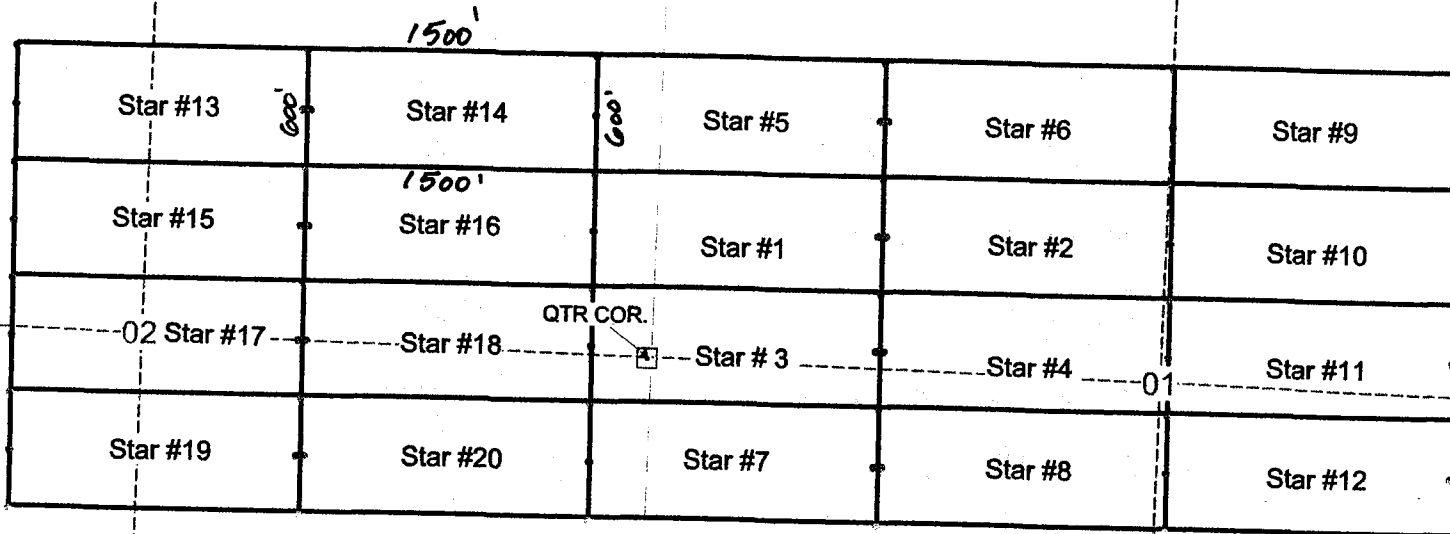 1500'
Star #13
600'
Star #14
600'
Star #5
Star #6
Star #9
1500'
Star #15
Star #16
Star #1
Star #2
Star #10
QTR COR.
02 Star #17
Star #18
Star # 3
Star #4
01
Star #11
Star #19
Star #20
Star #7
Star #8
Star #12